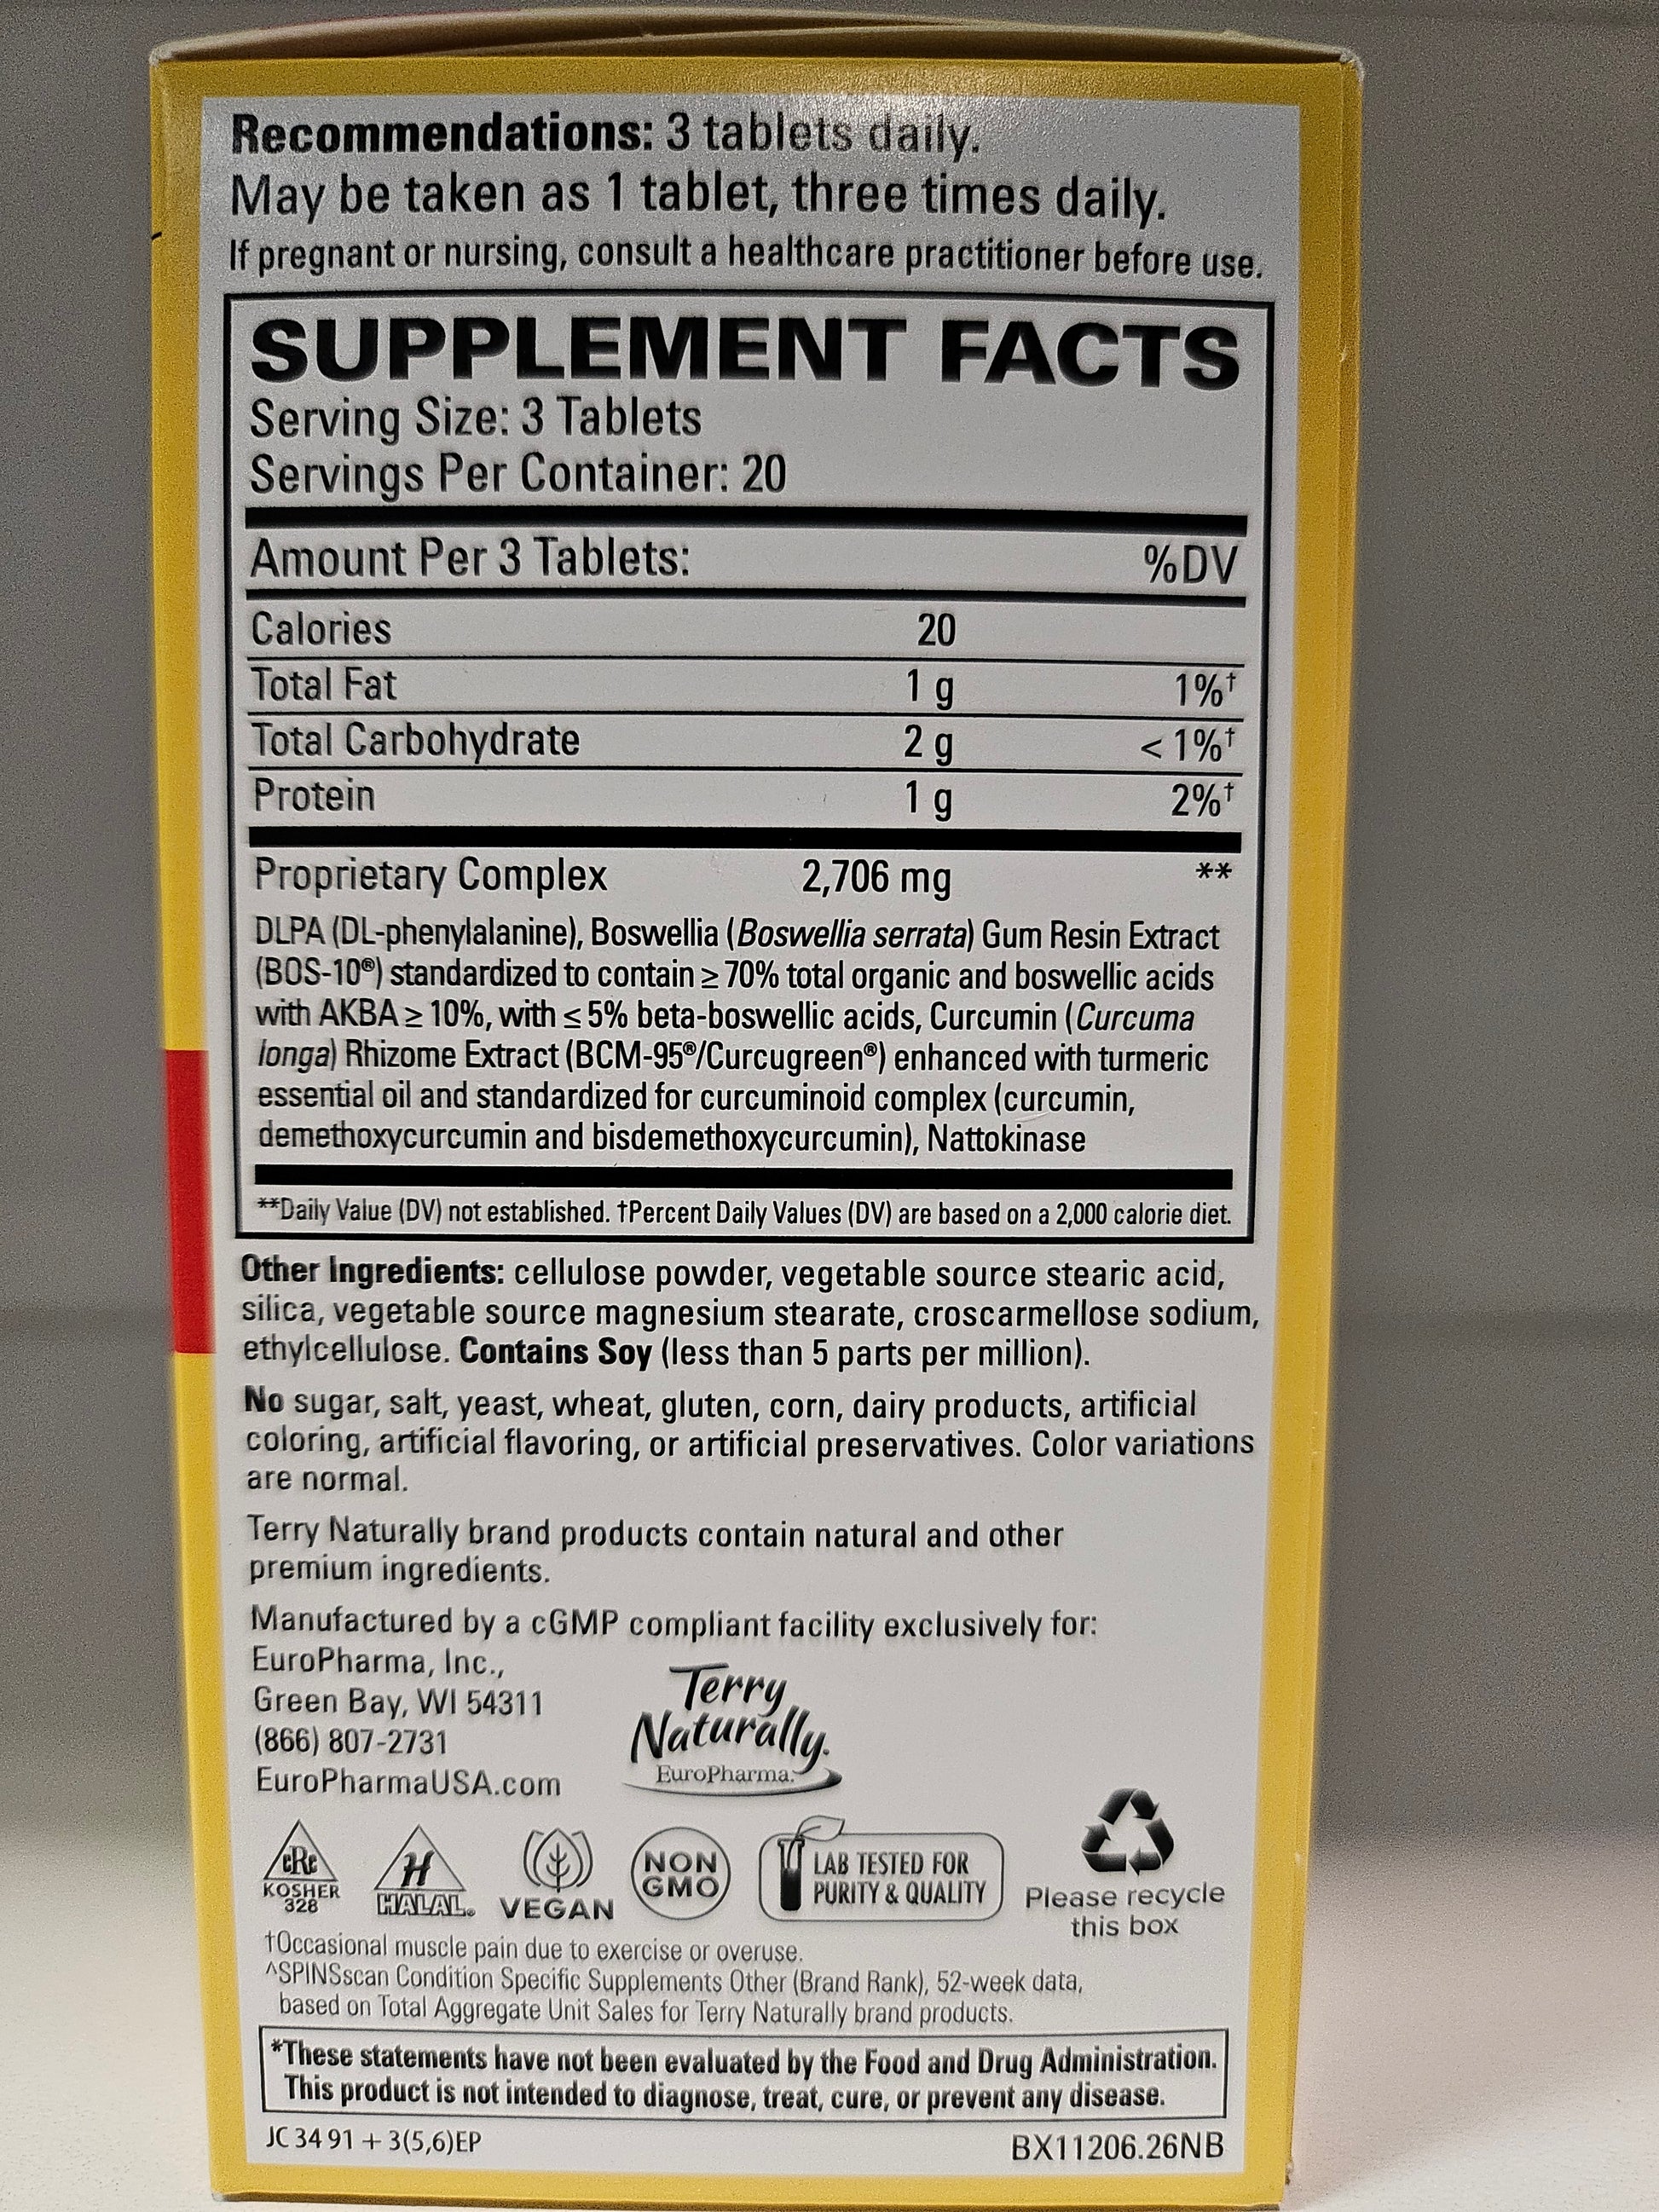 Recommendations: 3 tablets daily.
May be taken as 1 tablet, three times daily.
If pregnant or nursing, consult a healthcare practitioner before use.
SUPPLEMENT FACTS
Serving Size: 3 Tablets
Servings Per Container: 20
Amount Per 3 Tablets: %DV
Calories 20
Total Fat 1 g 1%†
Total Carbohydrate 2 g < 1%†
Protein 1 g 2%†
Proprietary Complex 2,706 mg **
DLPA (DL-phenylalanine), Boswellia (Boswellia serrata) Gum Resin Extract
(BOS-10®) standardized to contain ≥ 70% total organic and boswellic acids
with AKBA ≥ 10%, with ≤ 5% beta-boswellic acids, Curcumin (Curcuma
longa) Rhizome Extract (BCM-95®/Curcugreen®) enhanced with turmeric
essential oil and standardized for curcuminoid complex (curcumin,
demethoxycurcumin and bisdemethoxycurcumin), Nattokinase
**Daily Value (DV) not established. †Percent Daily Values (DV) are based on a 2,000 calorie diet.
Other Ingredients: cellulose powder, vegetable source stearic acid,
silica, vegetable source magnesium stearate, croscarmellose sodium,
ethylcellulose. Contains Soy (less than 5 parts per million).
No sugar, salt, yeast, wheat, gluten, corn, dairy products, artificial
coloring, artificial flavoring, or artificial preservatives. Color variations
are normal.
Terry Naturally brand products contain natural and other
premium ingredients.
Manufactured by a cGMP compliant facility exclusively for:
EuroPharma, Inc.,
Green Bay, WI 54311
(866) 807-2731
EuroPharmaUSA.com
Terry
Naturally.
EuroPharma.
cRc
KOSHER
328
H
HALAL®
VEGAN
NON
GMO
LAB TESTED FOR
PURITY & QUALITY
Please recycle
this box
†Occasional muscle pain due to exercise or overuse.
^SPINSscan Condition Specific Supplements Other (Brand Rank), 52-week data,
based on Total Aggregate Unit Sales for Terry Naturally brand products.
*These statements have not been evaluated by the Food and Drug Administration.
This product is not intended to diagnose, treat, cure, or prevent any disease.
JC 34 91 + 3(5,6)EP
BX11206.26NB